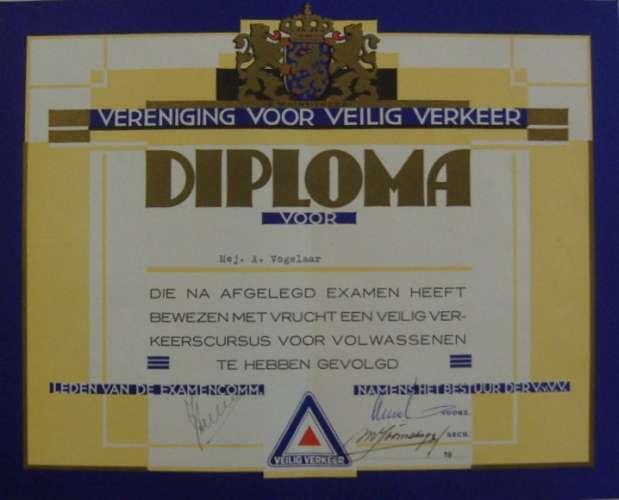 VERENIGING VOOR VEILIG VERKEER
DIPLOMA
VOOR
Mej. A. Vogelaar
DIE NA AFGELEGD EXAMEN HEEFT
BEWEZEN MET VRUCHT EEN VEILIG VER-
KEERSCURSUS VOOR VOLWASSENEN
TE HEBBEN GEVOLGD
LEDEN VAN DE EXAMENCOMM.
NAMENS HET BESTUUR DER V.v.V.V.
VOORZ.
SECR.
19
VEILIG VERKEER